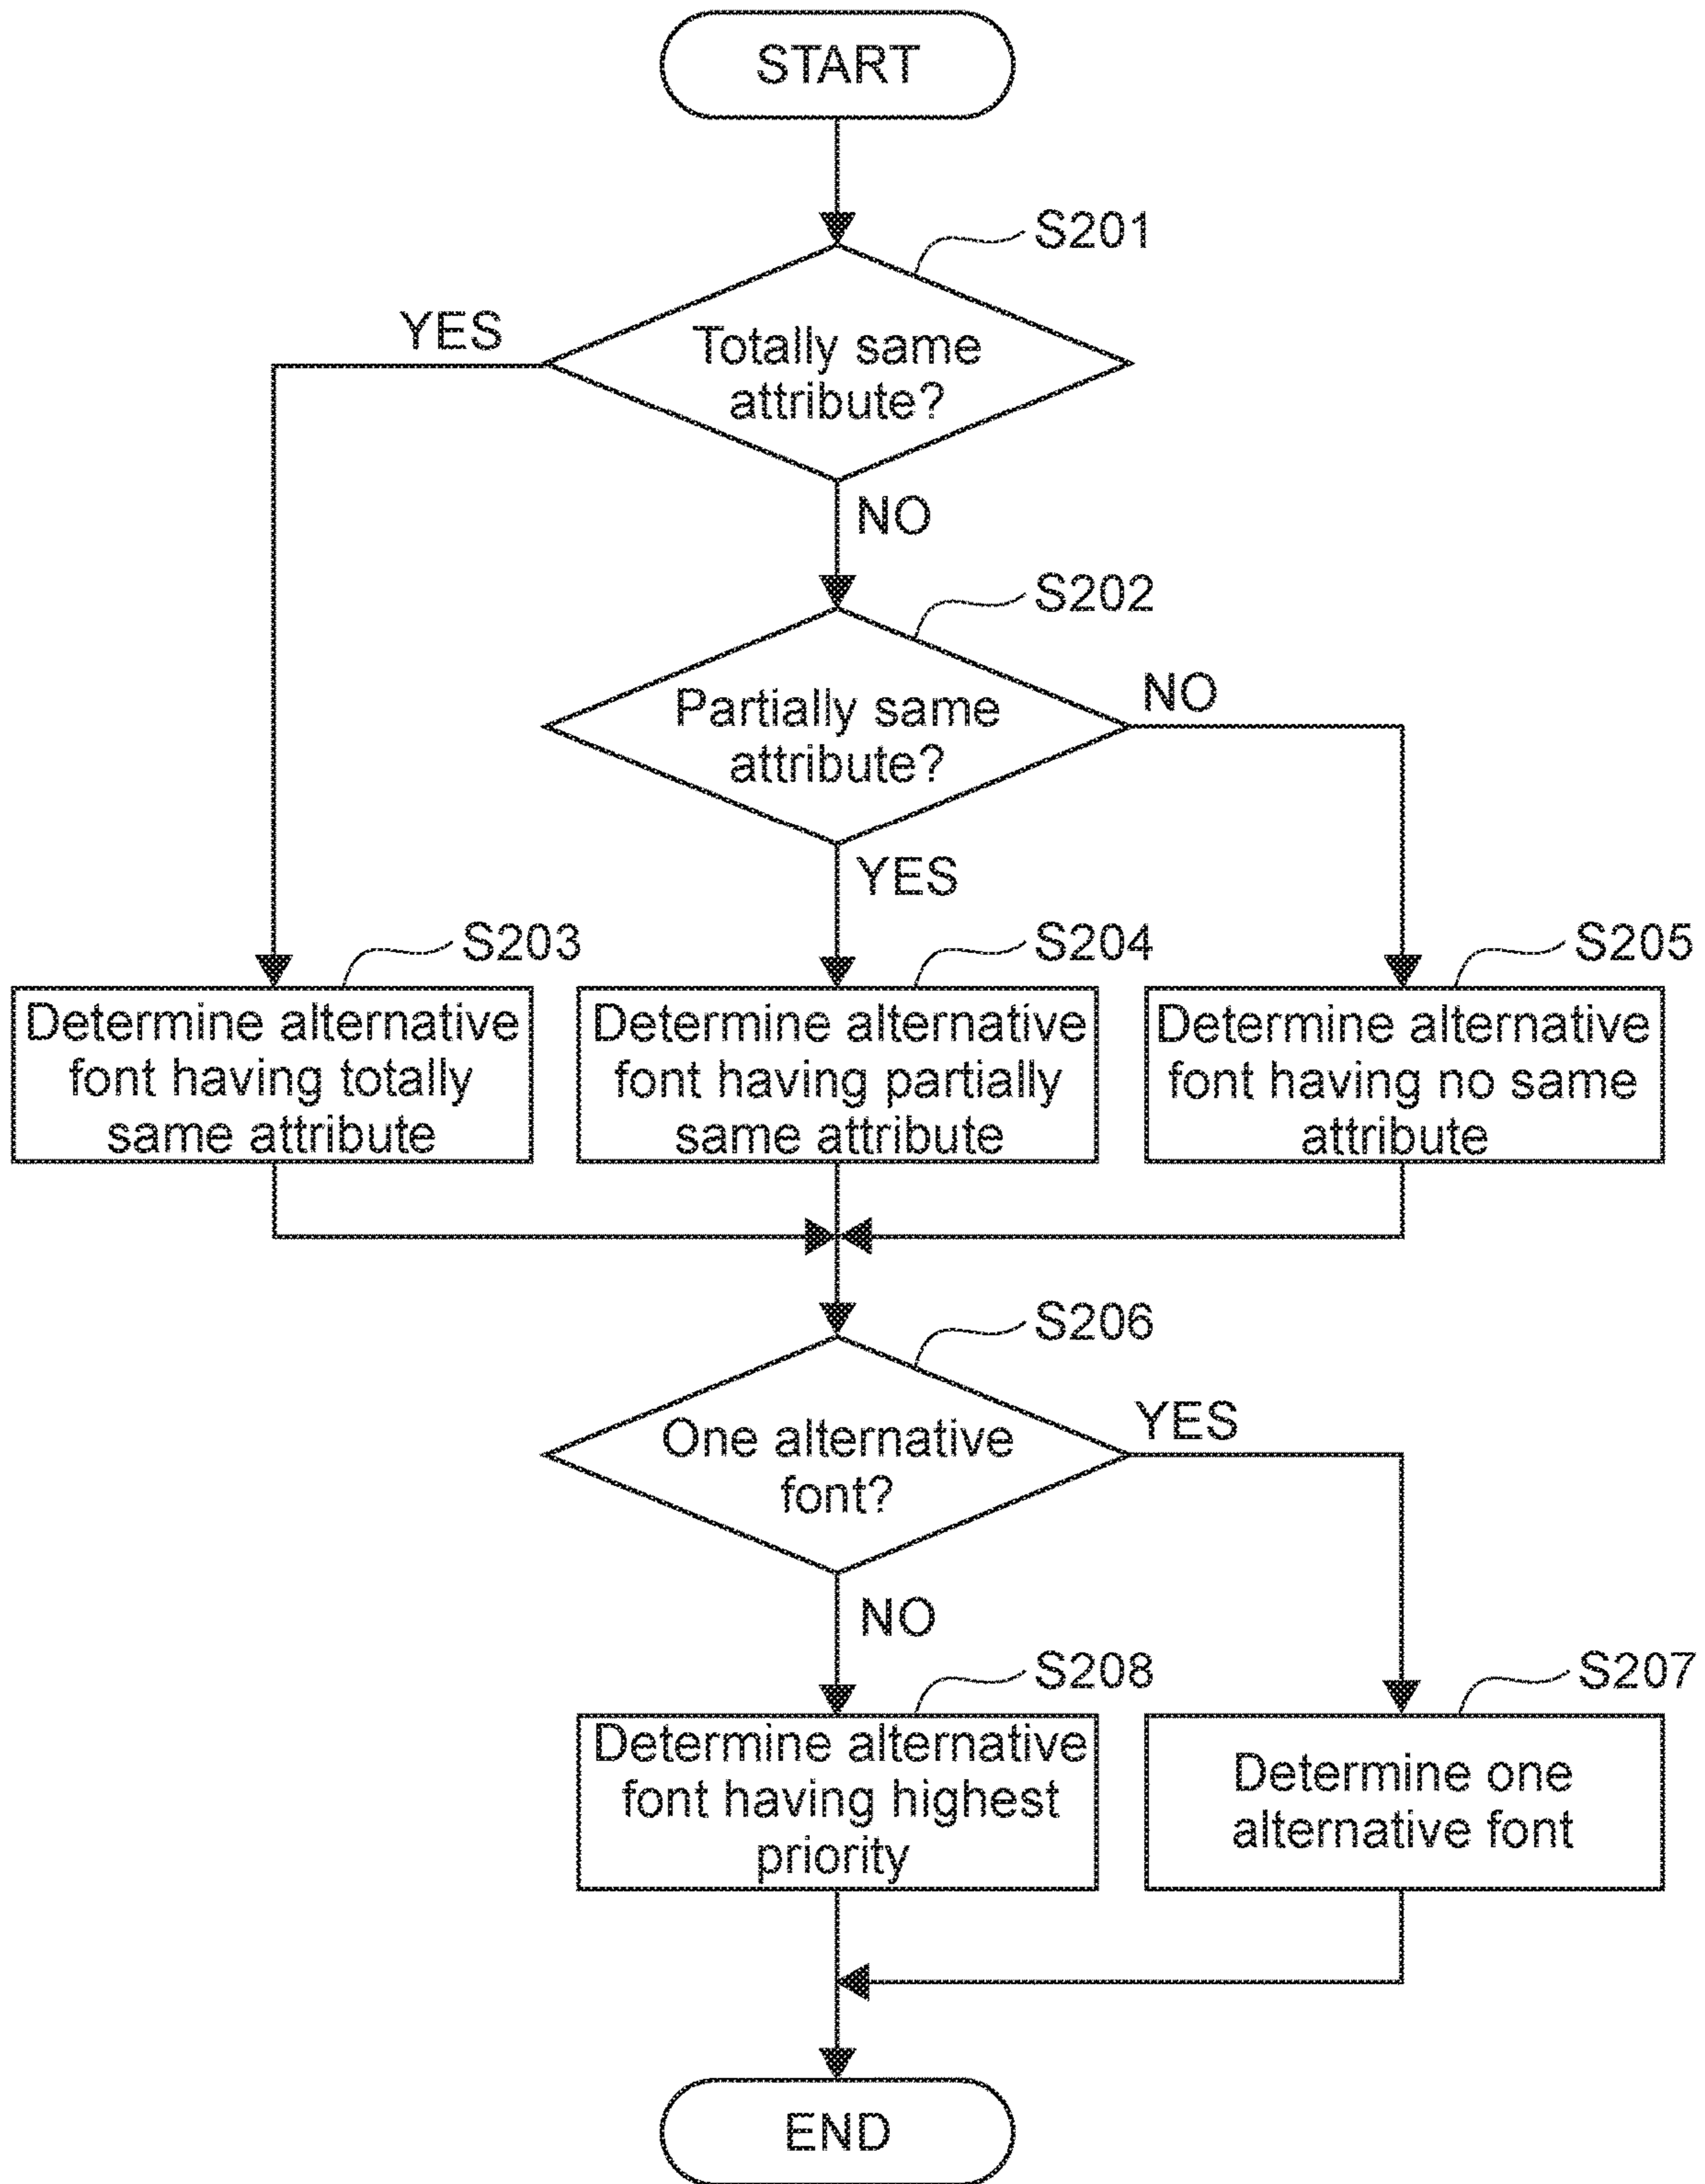 START
S201
YES
Totally same
attribute?
NO
S202
NO
Partially same
attribute?
YES
S203
S204
S205
Determine alternative
font having totally
same attribute
Determine alternative
font having partially
same attribute
Determine alternative
font having no same
attribute
S206
YES
One alternative
font?
NO
S208
S207
Determine alternative
font having highest
priority
Determine one
alternative font
END